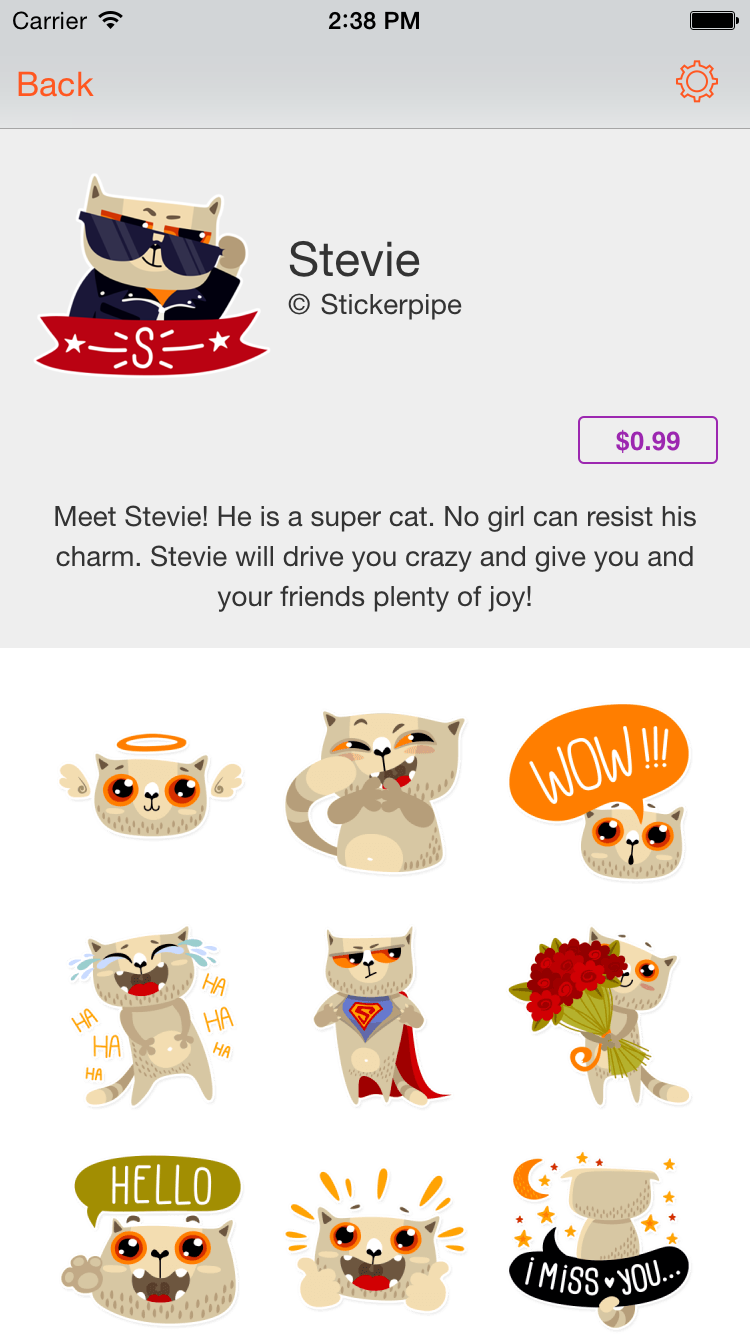 Carrier 2:38 PM
Back
Stevie
© Stickerpipe
S
$0.99
Meet Stevie! He is a super cat. No girl can resist his
charm. Stevie will drive you crazy and give you and
your friends plenty of joy!
WOW!!!
HA
HA
HA
HA
HA
HA
S
HELLO
i MiSS YOU...